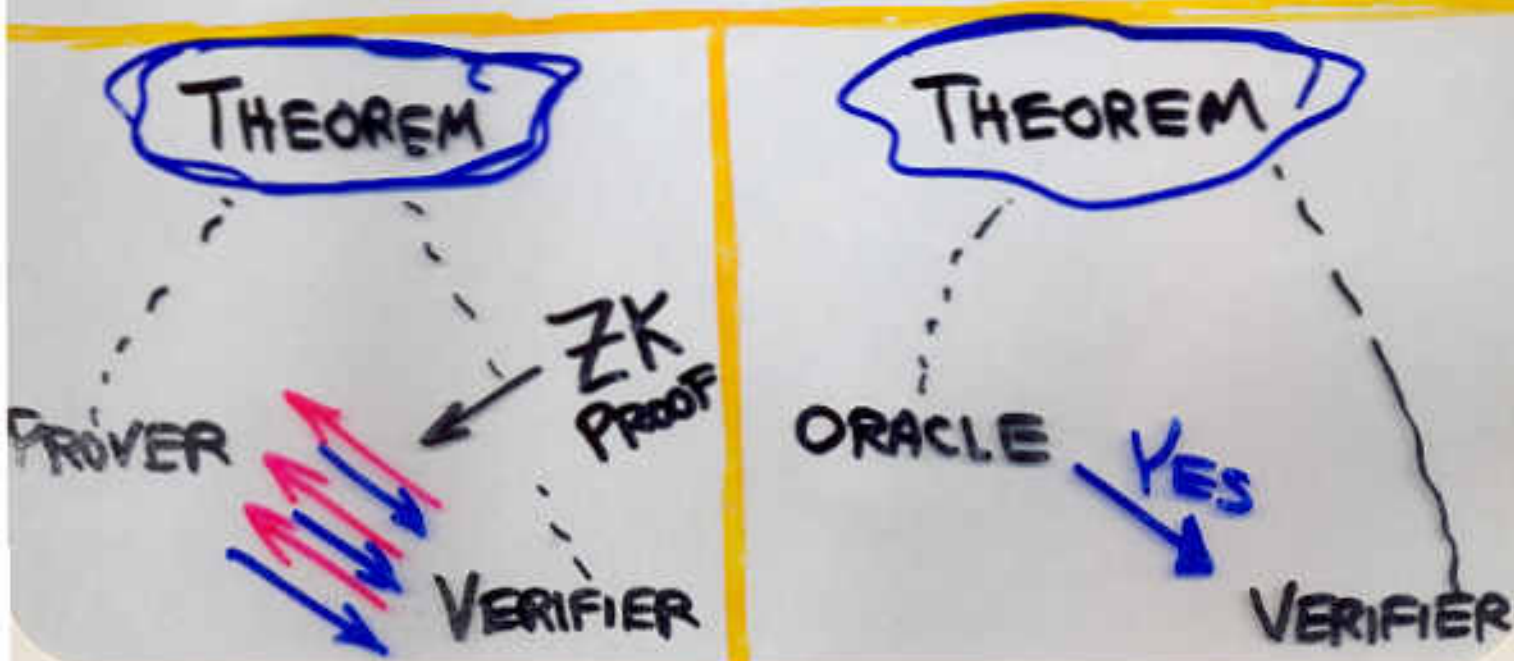 THEOREM
PROVER
ZK
PROOF
VERIFIER
THEOREM
ORACLE
YES
VERIFIER